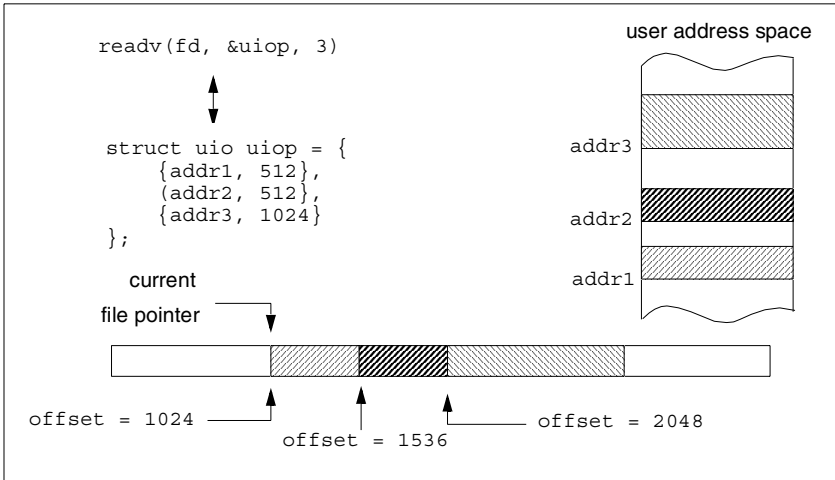 readv(fd, &uiop, 3)
user address space
struct uio uiop = {
{addr1, 512},
(addr2, 512},
{addr3, 1024}
};
addr3
addr2
addr1
current
file pointer
offset = 1024
offset = 1536
offset = 2048